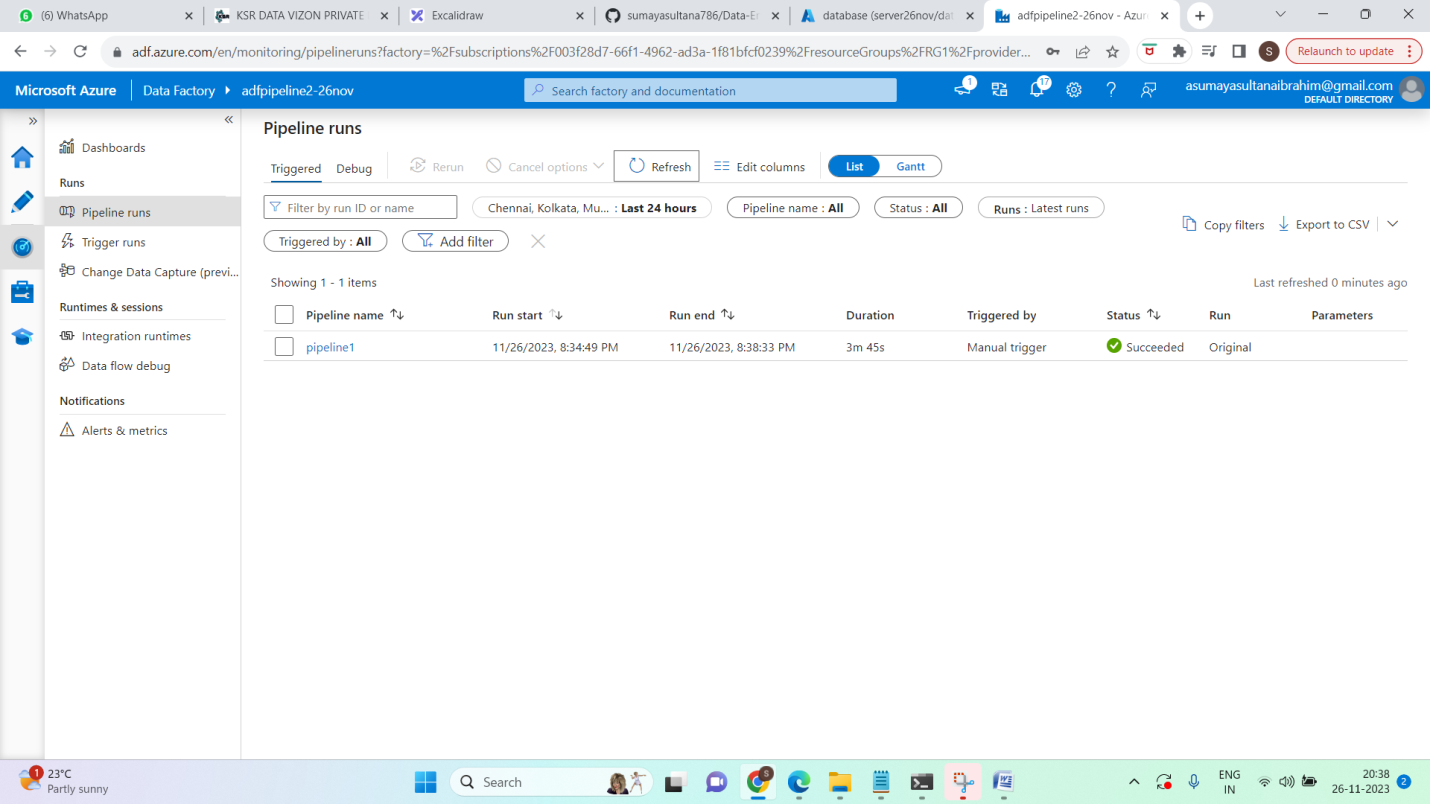 (6) WhatsApp
KSR DATA VIZON PRIVATE
Excalidraw
sumayasultana786/Data-En
database (server26nov/dat
adfpipeline2-26nov - Azur
adf.azure.com/en/monitoring/pipelineruns?factory=%2Fsubscriptions%2F003f28d7-66f1-4962-ad3a-1f81bfcf0239%2FresourceGroups%2FRG1%2Fprovider...
S
Relaunch to update
Microsoft Azure
Data Factory
adfpipeline2-26nov
Search factory and documentation
1
17
asumayasultanaibrahim@gmail.com
DEFAULT DIRECTORY
Dashboards
Runs
Pipeline runs
Trigger runs
Change Data Capture (previ...
Runtimes & sessions
Integration runtimes
Data flow debug
Notifications
Alerts & metrics
Pipeline runs
Triggered Debug Rerun Cancel options Refresh Edit columns List Gantt
Filter by run ID or name Chennai, Kolkata, Mu... : Last 24 hours Pipeline name : All Status : All Runs : Latest runs
Triggered by : All Add filter
Copy filters Export to CSV
Showing 1 - 1 items Last refreshed 0 minutes ago
Pipeline name Run start Run end Duration Triggered by Status Run Parameters
pipeline1 11/26/2023, 8:34:49 PM 11/26/2023, 8:38:33 PM 3m 45s Manual trigger Succeeded Original
1
23°C
Partly sunny
Search
S
ENG
IN
20:38
26-11-2023
2